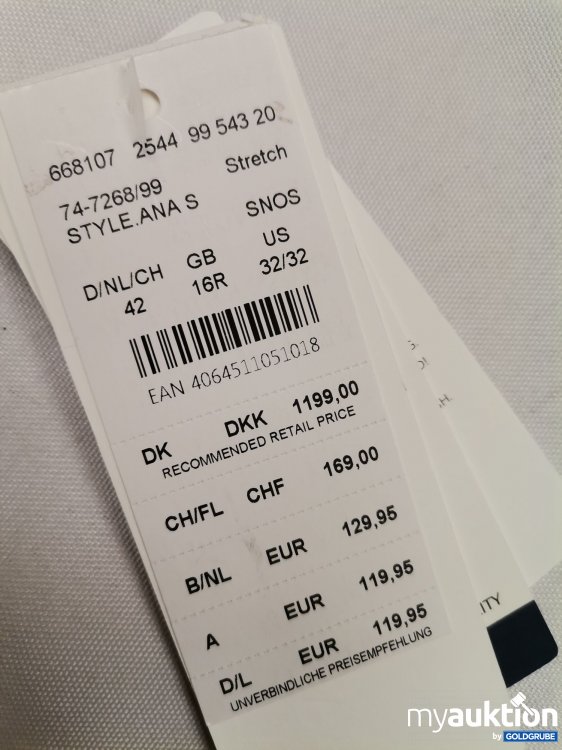 668107 2544 99 543 20
74-7268/99 Stretch
STYLE.ANA S SNOS
D/NL/CH GB US
42 16R 32/32
EAN 4064511051018
DK DKK 1199,00
RECOMMENDED RETAIL PRICE
CH/FL CHF 169,00
B/NL EUR 129,95
A EUR 119,95
D/L EUR 119,95
UNVERBINDLICHE PREISEMPFEHLUNG
ITY
myauktion
by GOLDGRUBE